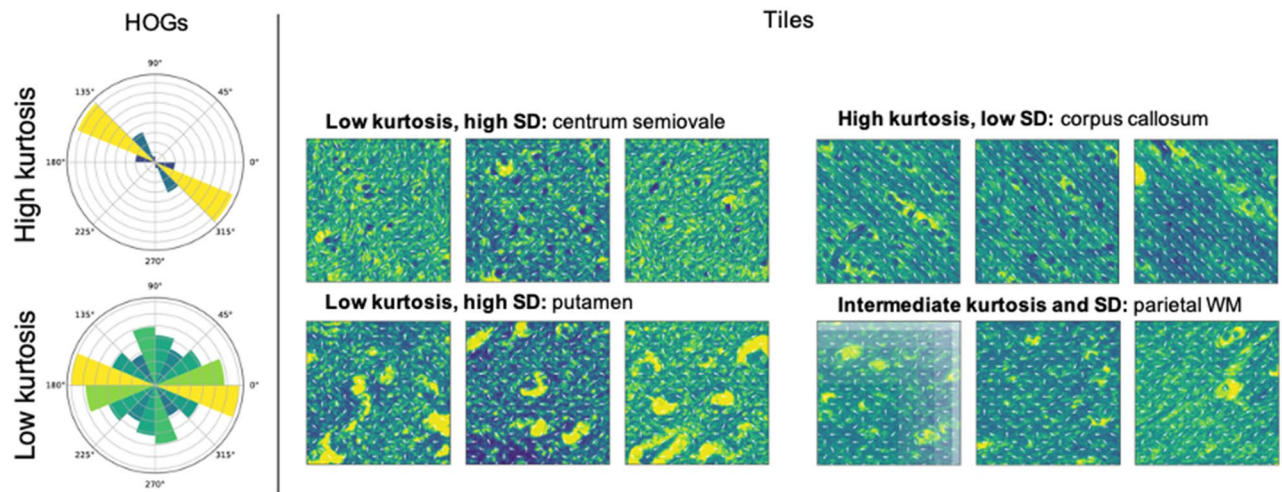 HOGs
Tiles
High kurtosis
90°
135°
45°
180°
0°
225°
315°
270°
Low kurtosis
90°
135°
45°
180°
0°
225°
315°
270°
Low kurtosis, high SD: centrum semiovale
High kurtosis, low SD: corpus callosum
Low kurtosis, high SD: putamen
Intermediate kurtosis and SD: parietal WM